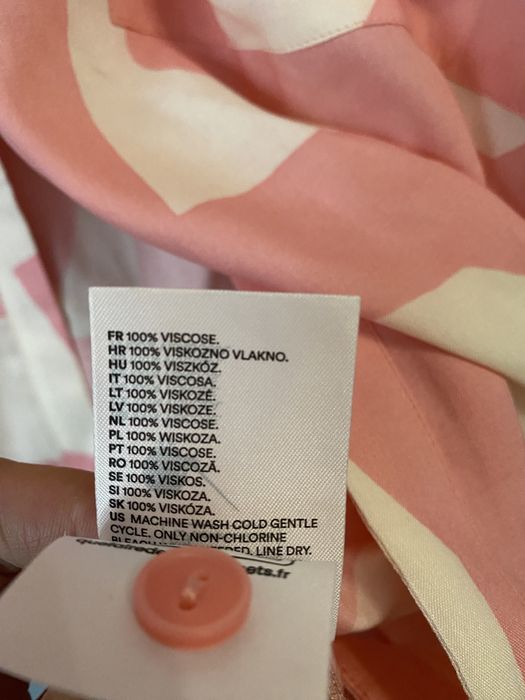 FR 100% VISCOSE.
HR 100% VISKOZNO VLAKNO.
HU 100% VISZKÓZ.
IT 100% VISCOSA.
LT 100% VISKOZĖ.
LV 100% VISKOZE.
NL 100% VISCOSE.
PL 100% WISKOZA.
PT 100% VISCOSE.
RO 100% VISCOZĂ.
SE 100% VISKOS.
SI 100% VISKOZA.
SK 100% VISKÓZA.
US MACHINE WASH COLD GENTLE
CYCLE. ONLY NON-CHLORINE
BLEACH LINE DRY.